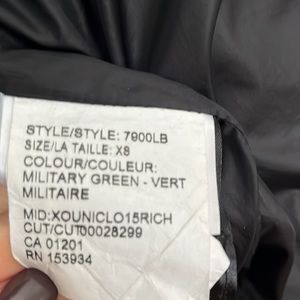 STYLE/STYLE: 7900LB
SIZE/LA TAILLE: XS
COLOUR/COULEUR:
MILITARY GREEN - VERT
MILITAIRE
MID:XOUNICLO15RICH
CUT/CUT00028299
CA 01201
RN 153934